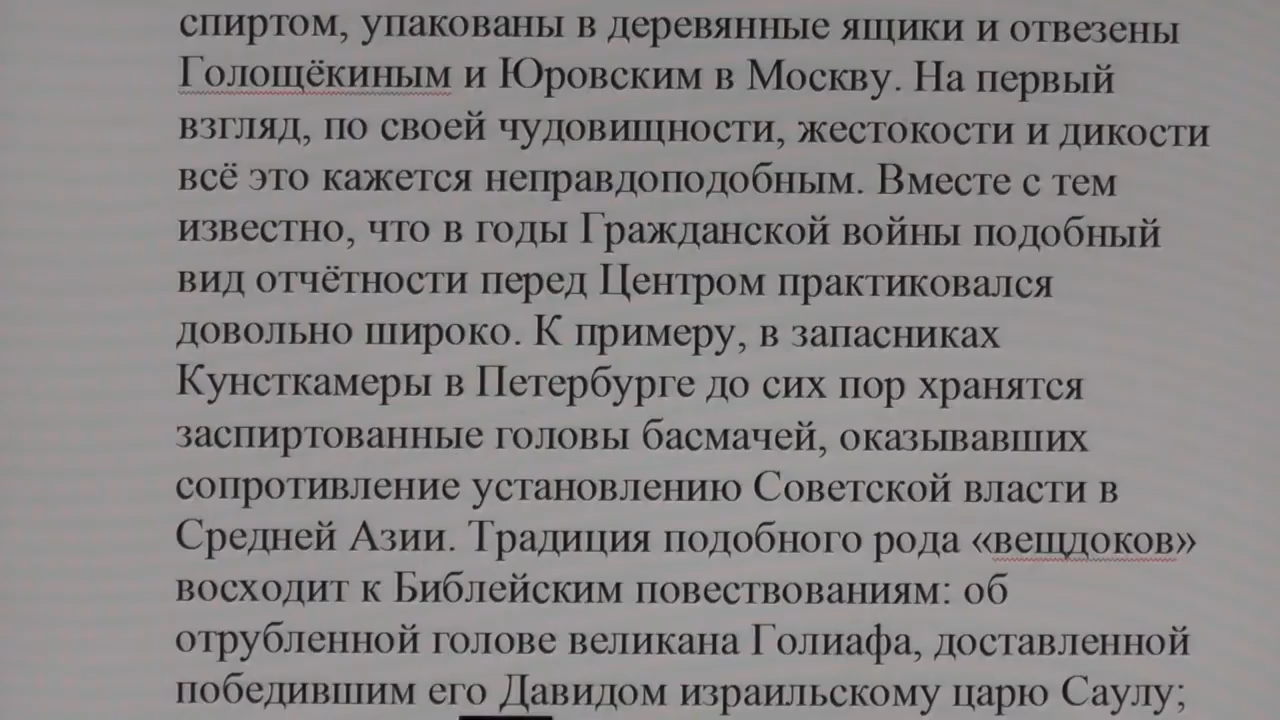 спиртом, упакованы в деревянные ящики и отвезены
Голощёкиным и Юровским в Москву. На первый
взгляд, по своей чудовищности, жестокости и дикости
всё это кажется неправдоподобным. Вместе с тем
известно, что в годы Гражданской войны подобный
вид отчётности перед Центром практиковался
довольно широко. К примеру, в запасниках
Кунсткамеры в Петербурге до сих пор хранятся
заспиртованные головы басмачей, оказывавших
сопротивление установлению Советской власти в
Средней Азии. Традиция подобного рода «вещдоков»
восходит к Библейским повествованиям: об
отрубленной голове великана Голиафа, доставленной
победившим его Давидом израильскому царю Саулу;